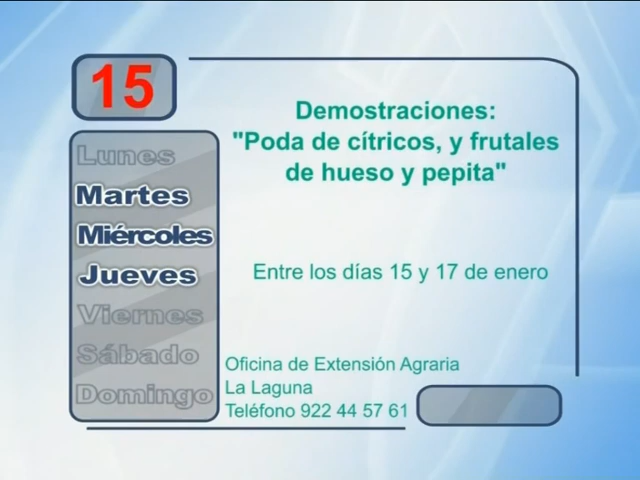 15
Lunes
Martes
Miércoles
Jueves
Viernes
Sábado
Domingo
Demostraciones:
"Poda de cítricos, y frutales
de hueso y pepita"
Entre los días 15 y 17 de enero
Oficina de Extensión Agraria
La Laguna
Teléfono 922 44 57 61